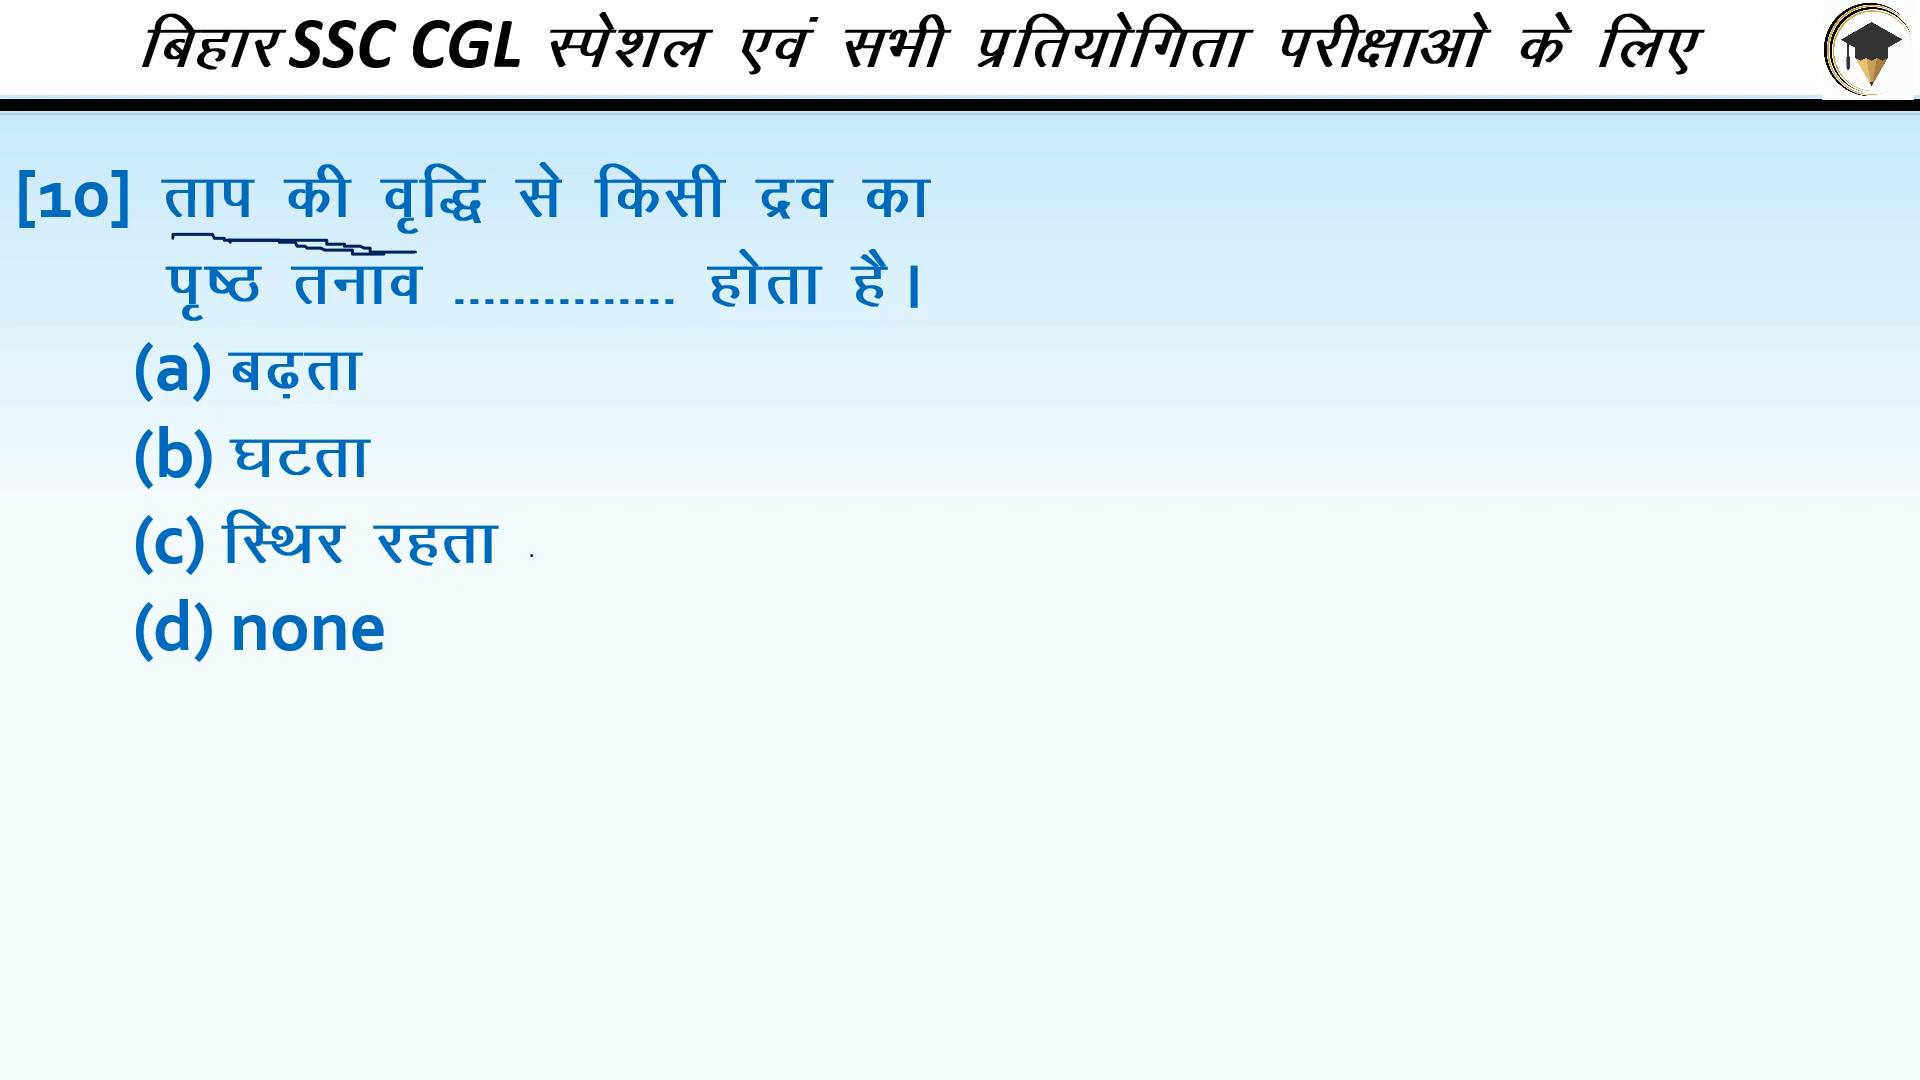 बिहार SSC CGL स्पेशल एवं सभी प्रतियोगिता परीक्षाओ के लिए
[10] ताप की वृद्धि से किसी द्रव का
पृष्ठ तनाव ............... होता है।
(a) बढ़ता
(b) घटता
(c) स्थिर रहता
(d) none